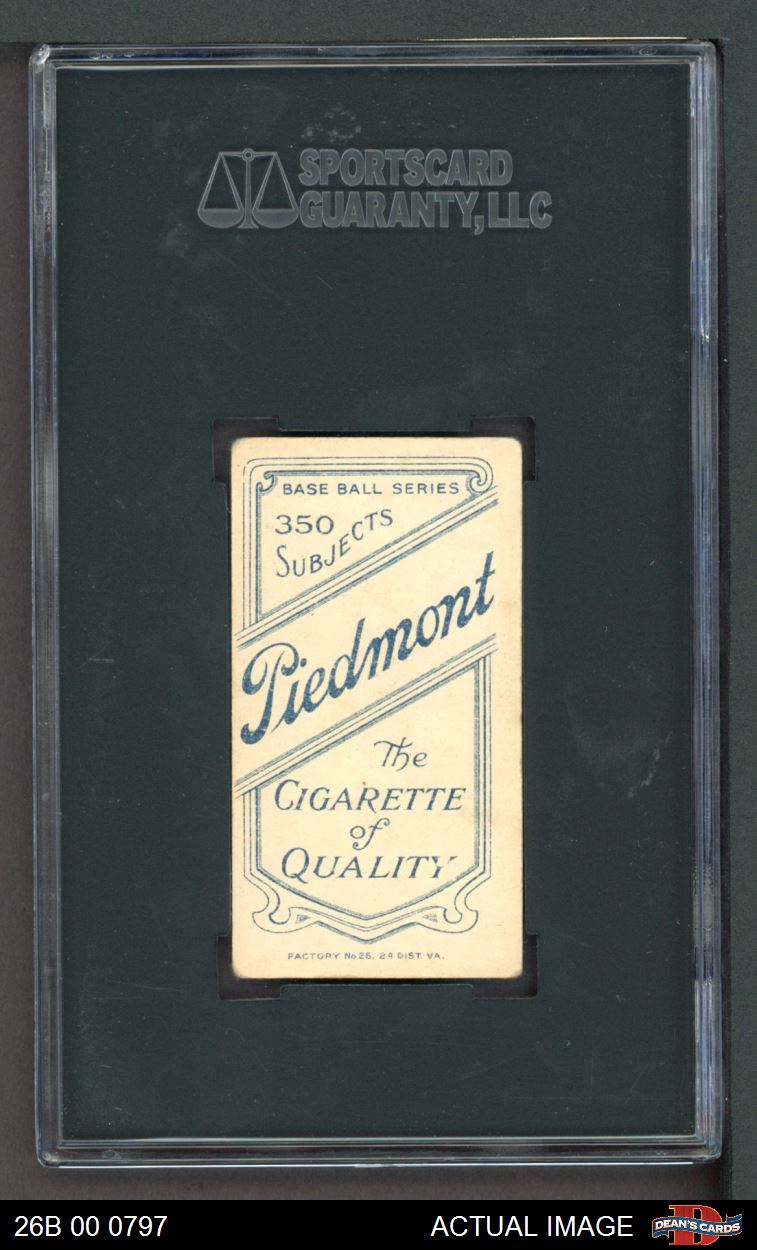 SPORTSCARD
GUARANTY, LLC
BASE BALL SERIES
350
SUBJECTS
Piedmont
The
CIGARETTE
of
QUALITY
FACTORY No.25, 2nd DIST. VA.
26B 00 0797
ACTUAL IMAGE
DEAN'S CARDS